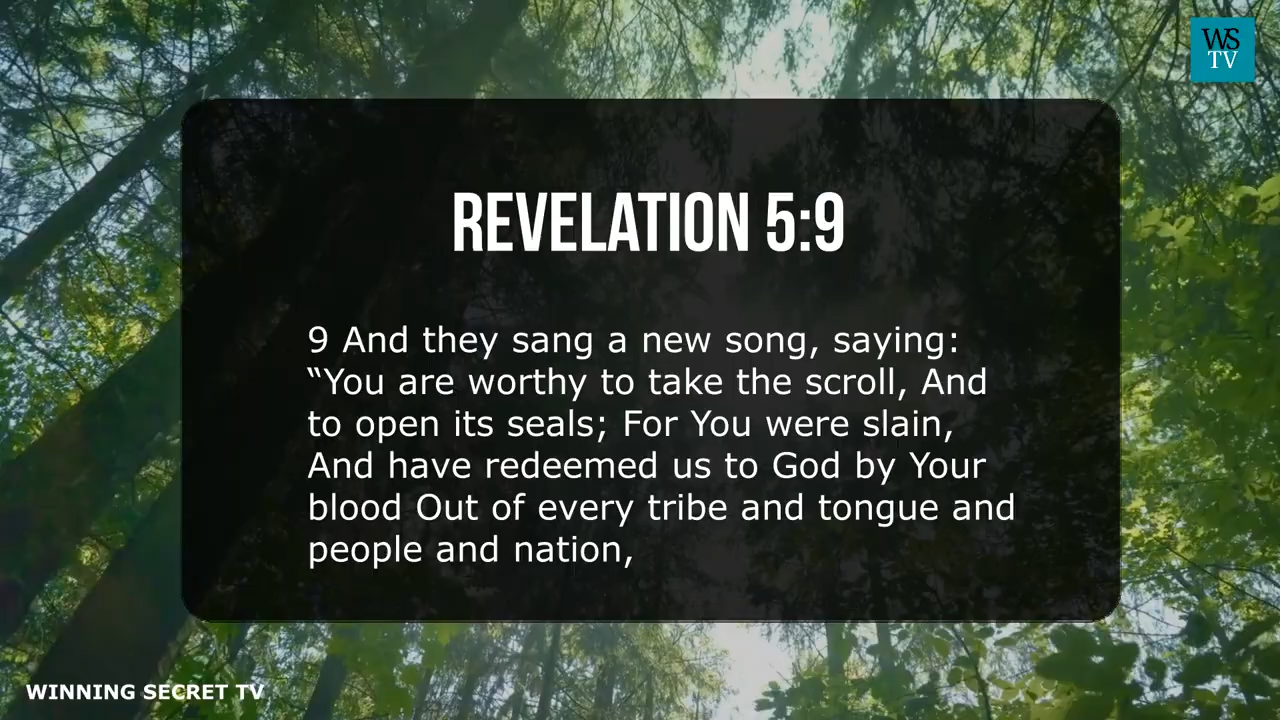 WS
TV
REVELATION 5:9
9 And they sang a new song, saying:
“You are worthy to take the scroll, And
to open its seals; For You were slain,
And have redeemed us to God by Your
blood Out of every tribe and tongue and
people and nation,
WINNING SECRET TV